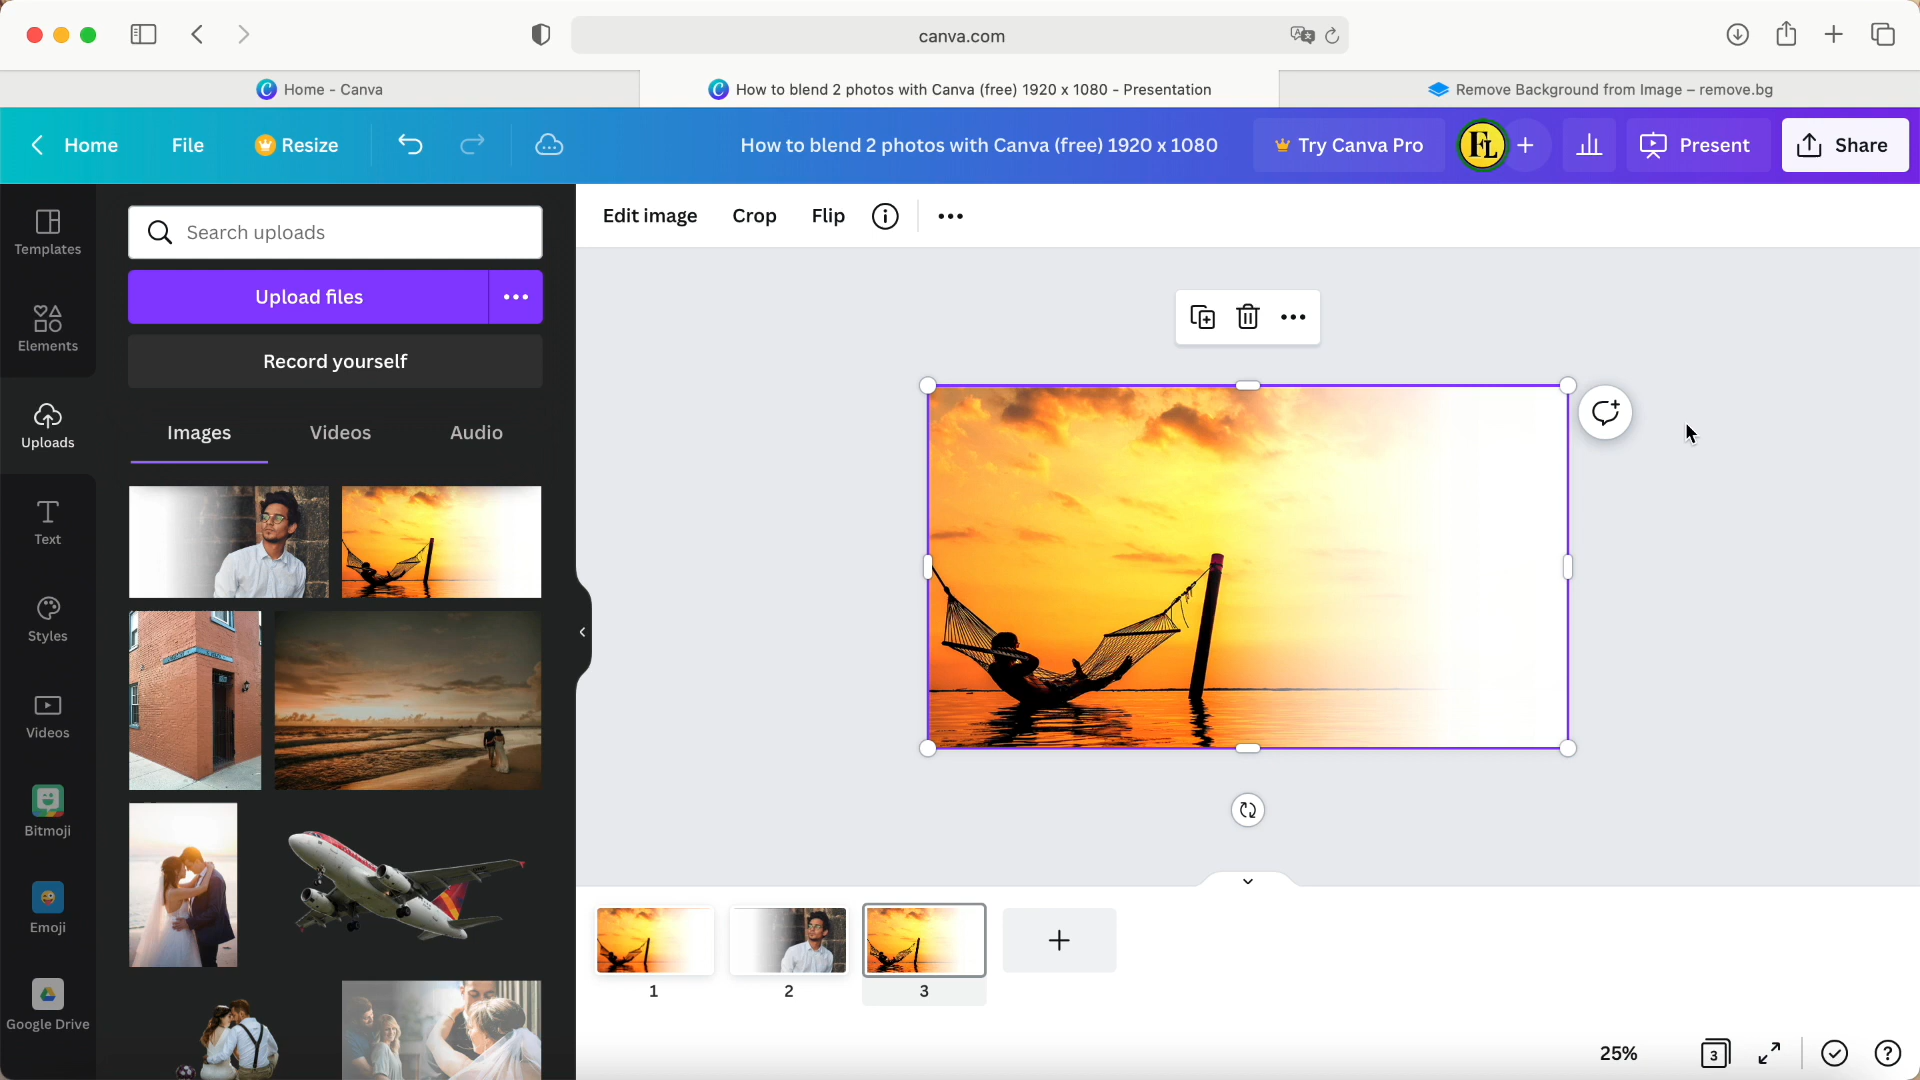 canva.com
Home - Canva
How to blend 2 photos with Canva (free) 1920 x 1080 - Presentation
Remove Background from Image – remove.bg
Home
File
Resize
How to blend 2 photos with Canva (free) 1920 x 1080
Try Canva Pro
FL
Present
Share
Templates
Elements
Uploads
Text
Styles
Videos
Bitmoji
Emoji
Google Drive
Search uploads
Upload files
Record yourself
Images
Videos
Audio
Edit image
Crop
Flip
1
2
3
25%
3